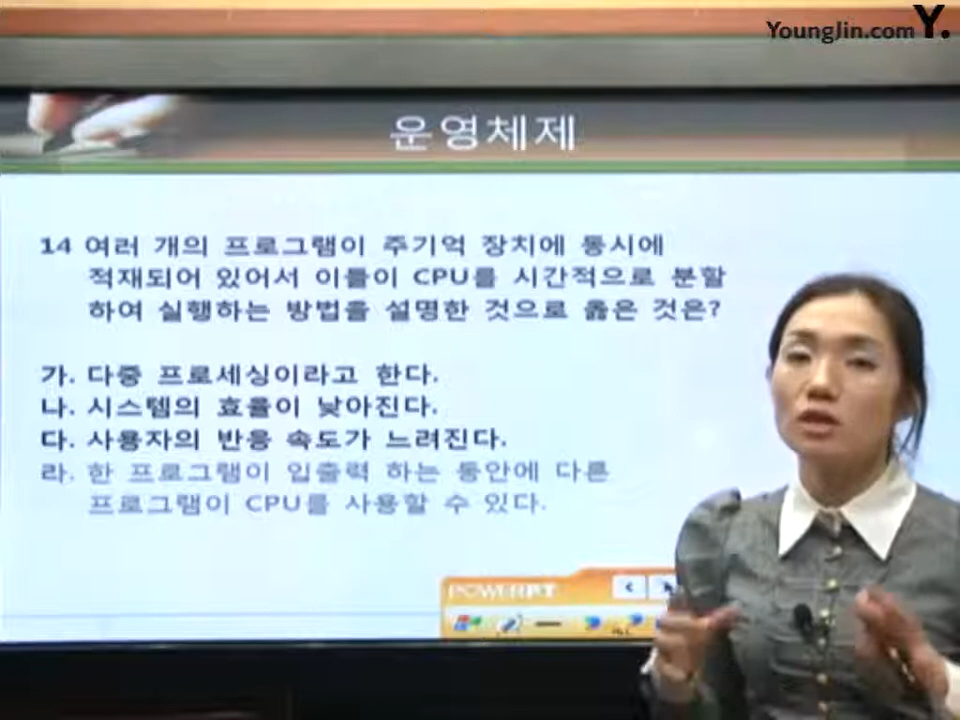 YoungJin.com Y.
운영체제
14 여러 개의 프로그램이 주기억 장치에 동시에
적재되어 있어서 이들이 CPU를 시간적으로 분할
하여 실행하는 방법을 설명한 것으로 옳은 것은?
가. 다중 프로세싱이라고 한다.
나. 시스템의 효율이 낮아진다.
다. 사용자의 반응 속도가 느려진다.
라. 한 프로그램이 입출력 하는 동안에 다른
프로그램이 CPU를 사용할 수 있다.
POWERPT